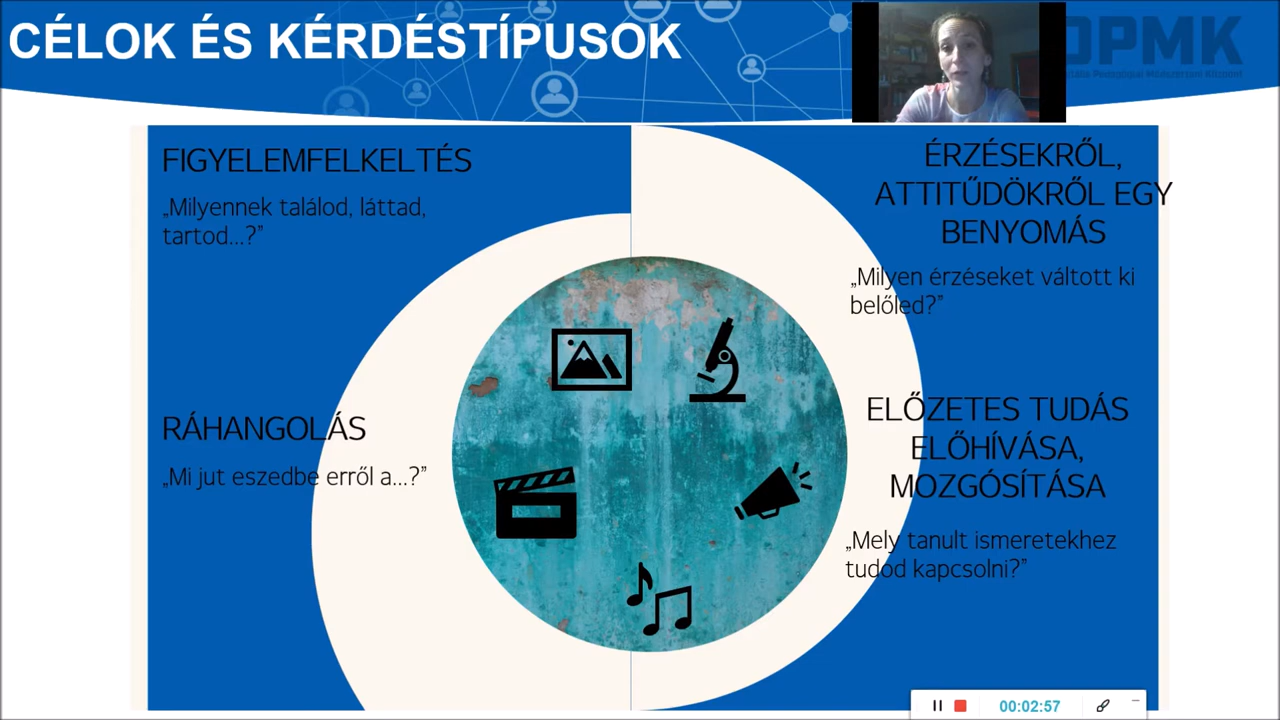 CÉLOK ÉS KÉRDÉSTÍPUSOK
OPMK
FIGYELEMFELKELTÉS
„Milyennek találod, láttad,
tartod...?”
ÉRZÉSEKRŐL,
ATTITŰDÖKRŐL EGY
BENYOMÁS
„Milyen érzéseket váltott ki
belőled?”
RÁHANGOLÁS
„Mi jut eszedbe erről a...?”
ELŐZETES TUDÁS
ELŐHÍVÁSA,
MOZGÓSÍTÁSA
„Mely tanult ismeretekhez
tudod kapcsolni?”
00:02:57